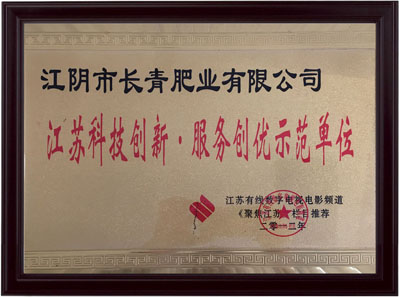 江阴市长青肥业有限公司
江苏科技创新·服务创优示范单位
江苏有线数字电视电影频道
《聚焦江苏》栏目推荐
二〇一二年